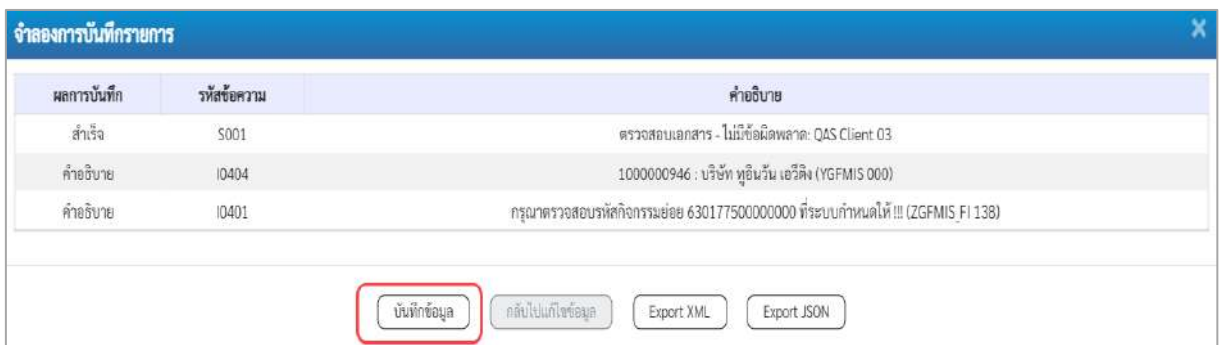 จำลองการบันทึกรายการ
ผลการบันทึก รหัสข้อความ คำอธิบาย
สำเร็จ S001 ตรวจสอบเอกสาร - ไม่มีข้อผิดพลาด: QAS Client 03
คำอธิบาย I0404 1000000946 : บริษัท ทูอินวัน เอวีดิง (YGFMIS 000)
คำอธิบาย I0401 กรุณาตรวจสอบรหัสกิจกรรมย่อย 630177500000000 ที่ระบบกำหนดให้ !!! (ZGFMIS_FI 138)
บันทึกข้อมูล กลับไปแก้ไขข้อมูล Export XML Export JSON